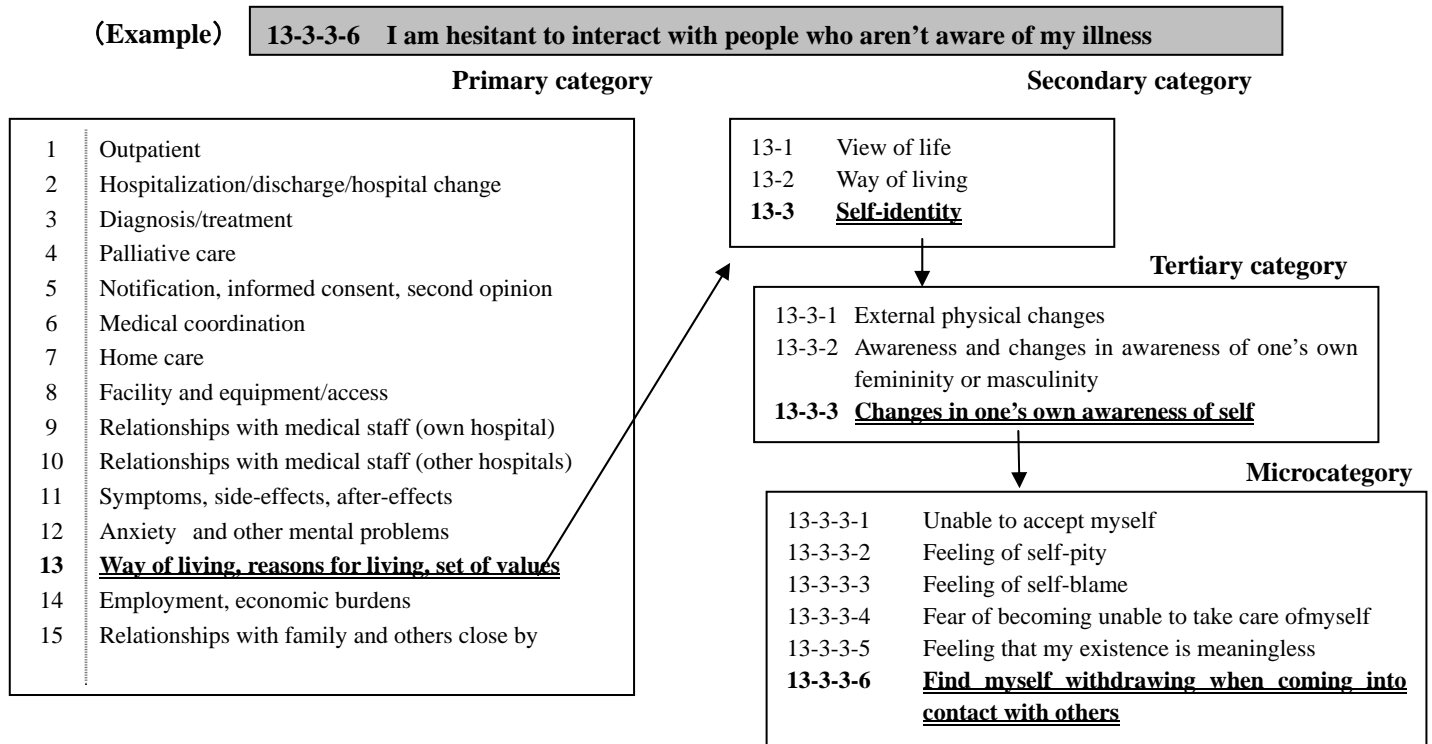 （Example） 13-3-3-6 I am hesitant to interact with people who aren't aware of my illness
Primary category
1 Outpatient
2 Hospitalization/discharge/hospital change
3 Diagnosis/treatment
4 Palliative care
5 Notification, informed consent, second opinion
6 Medical coordination
7 Home care
8 Facility and equipment/access
9 Relationships with medical staff (own hospital)
10 Relationships with medical staff (other hospitals)
11 Symptoms, side-effects, after-effects
12 Anxiety and other mental problems
13 Way of living, reasons for living, set of values
14 Employment, economic burdens
15 Relationships with family and others close by
Secondary category
13-1 View of life
13-2 Way of living
13-3 Self-identity
Tertiary category
13-3-1 External physical changes
13-3-2 Awareness and changes in awareness of one's own
femininity or masculinity
13-3-3 Changes in one's own awareness of self
Microcategory
13-3-3-1 Unable to accept myself
13-3-3-2 Feeling of self-pity
13-3-3-3 Feeling of self-blame
13-3-3-4 Fear of becoming unable to take care ofmyself
13-3-3-5 Feeling that my existence is meaningless
13-3-3-6 Find myself withdrawing when coming into
contact with others